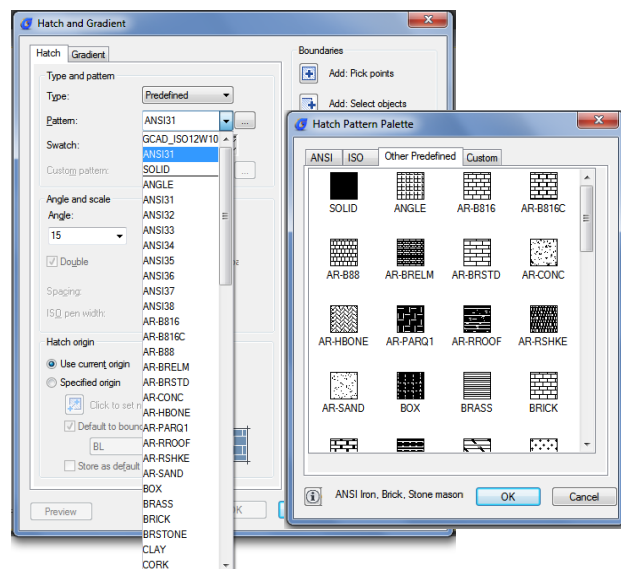 Hatch and Gradient
Hatch Gradient
Type and pattern
Type: Predefined
Pattern: ANSI31 ...
Swatch:
Custom pattern: ...
Angle and scale
Angle:
15
Double
Spacing:
ISO pen width:
Hatch origin
Use current origin
Specified origin
Click to set n
Default to bound
BL
Store as default
Preview
GCAD_ISO12W10
ANSI31
SOLID
ANGLE
ANSI31
ANSI32
ANSI33
ANSI34
ANSI35
ANSI36
ANSI37
ANSI38
AR-B816
AR-B816C
AR-B88
AR-BRELM
AR-BRSTD
AR-CONC
AR-HBONE
AR-PARQ1
AR-RROOF
AR-RSHKE
AR-SAND
BOX
BRASS
BRICK
BRSTONE
CLAY
CORK
Boundaries
Add: Pick points
Add: Select objects
Hatch Pattern Palette
ANSI ISO Other Predefined Custom
SOLID ANGLE AR-B816 AR-B816C
AR-B88 AR-BRELM AR-BRSTD AR-CONC
AR-HBONE AR-PARQ1 AR-RROOF AR-RSHKE
AR-SAND BOX BRASS BRICK
ANSI Iron, Brick, Stone mason OK Cancel